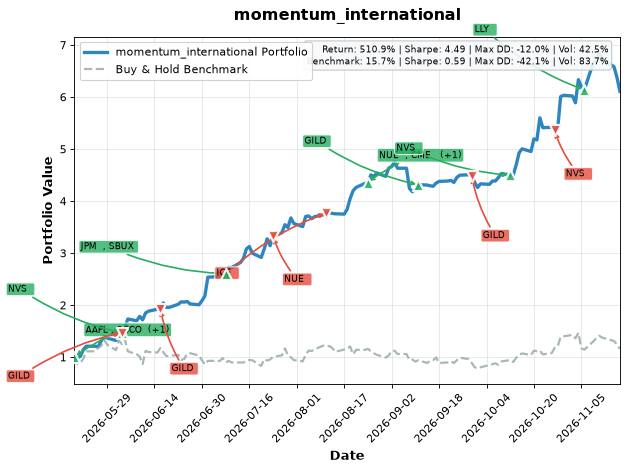 momentum_international
LLY
momentum_international Portfolio
Buy & Hold Benchmark
Return: 510.9% | Sharpe: 4.49 | Max DD: -12.0% | Vol: 42.5%
Benchmark: 15.7% | Sharpe: 0.59 | Max DD: -42.1% | Vol: 83.7%
GILD
NVS
(+1)
NVS
GILD
JPM , SBUX
NUE
NVS
AAPL
(+1)
GILD
GILD
7
6
5
4
3
2
1
Portfolio Value
2026-05-29
2026-06-14
2026-06-30
2026-07-16
2026-08-01
2026-08-17
2026-09-02
2026-09-18
2026-10-04
2026-10-20
2026-11-05
Date